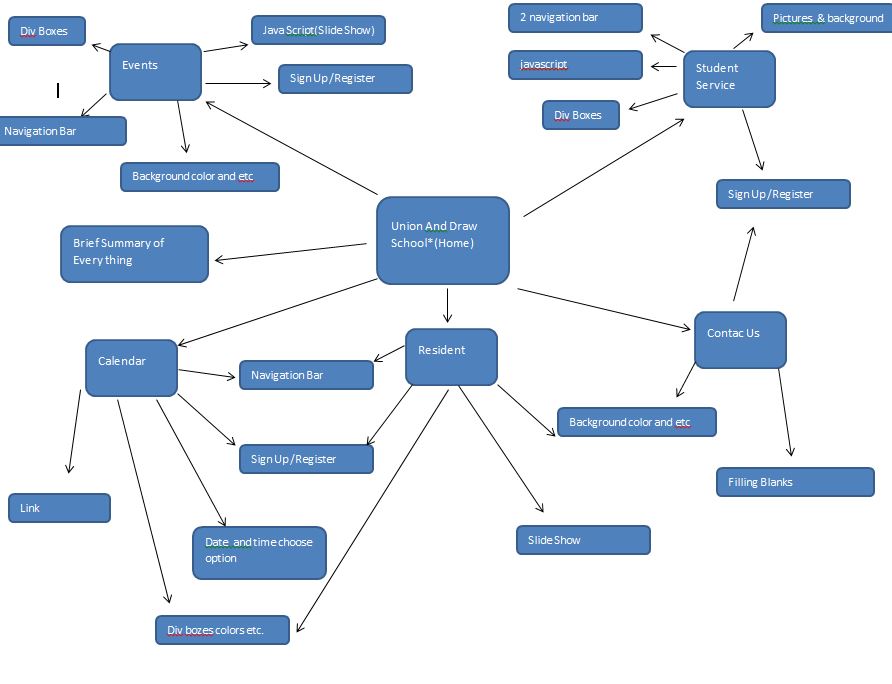 Div Boxes
Java Script(Slide Show)
2 navigation bar
Pictures & background
Events
Sign Up /Register
javascript
Student
Service
Div Boxes
Navigation Bar
Background color and etc
Sign Up /Register
Union And Draw
School*(Home)
Brief Summary of
Every thing
Contac Us
Calendar
Resident
Navigation Bar
Background color and etc
Sign Up /Register
Filling Blanks
Link
Date and time choose
option
Slide Show
Div bozes colors etc.